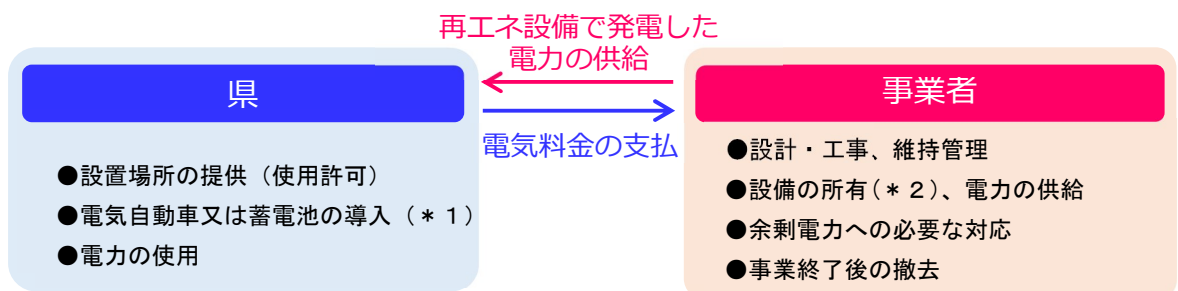 再エネ設備で発電した
電力の供給
県
電気料金の支払
●設置場所の提供（使用許可）
●電気自動車又は蓄電池の導入（＊１）
●電力の使用
事業者
●設計・工事、維持管理
●設備の所有(＊２)、電力の供給
●余剰電力への必要な対応
●事業終了後の撤去